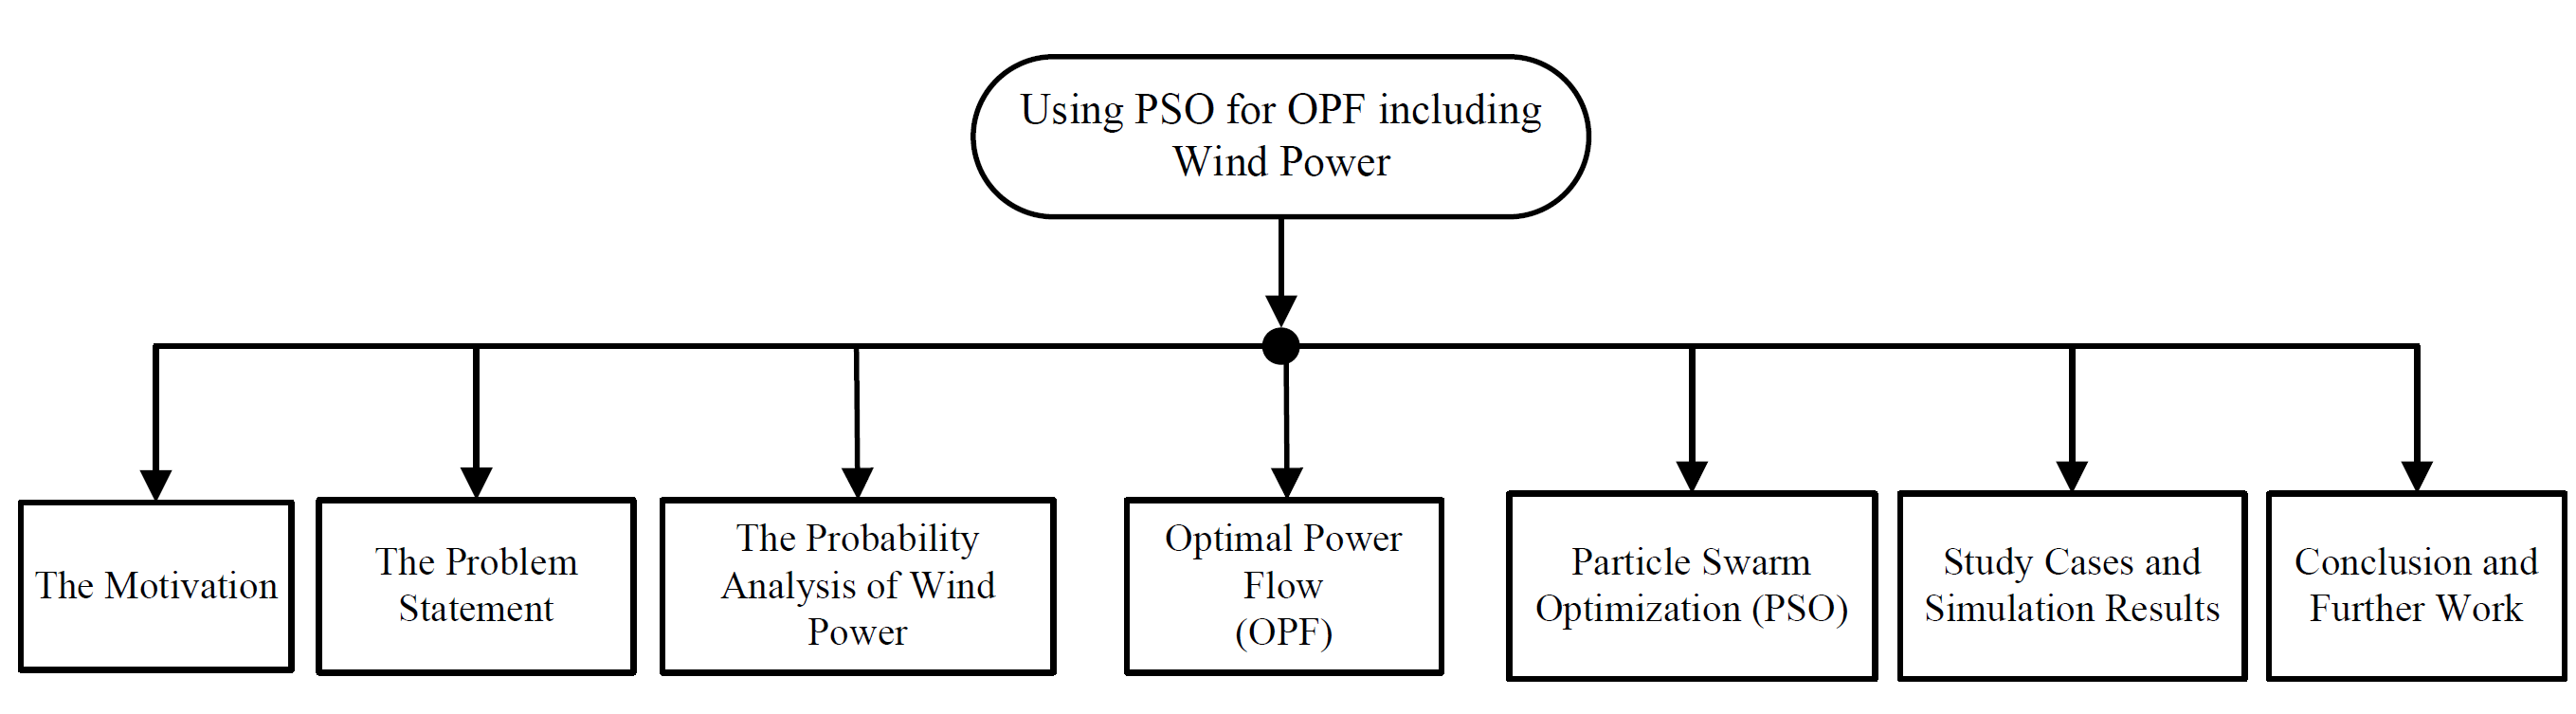 Using PSO for OPF including
Wind Power
The Motivation
The Problem
Statement
The Probability
Analysis of Wind
Power
Optimal Power
Flow
(OPF)
Particle Swarm
Optimization (PSO)
Study Cases and
Simulation Results
Conclusion and
Further Work